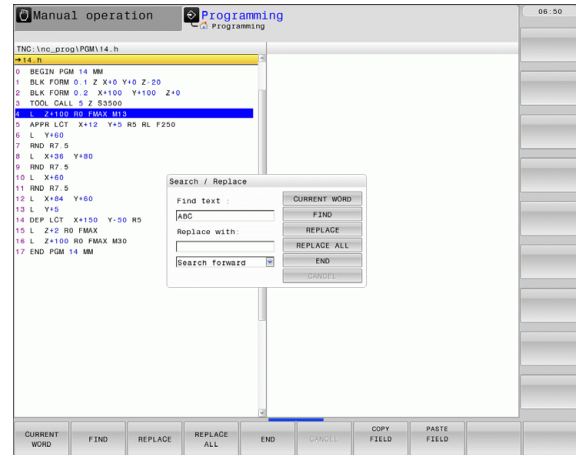 Manual operation
Programming
Programming
06:50
TNC:\nc_prog\PGM\14.h
→14.h
0 BEGIN PGM 14 MM
1 BLK FORM 0.1 Z X+0 Y+0 Z-20
2 BLK FORM 0.2 X+100 Y+100 Z+0
3 TOOL CALL 5 Z S3500
4 L Z+100 R0 FMAX M13
5 APPR LCT X+12 Y+5 R5 RL F250
6 L Y+60
7 RND R7.5
8 L X+36 Y+80
9 RND R7.5
10 L X+60
11 RND R7.5
12 L X+84 Y+60
13 L Y+5
14 DEP LCT X+150 Y-50 R5
15 L Z+2 R0 FMAX
16 L Z+100 R0 FMAX M30
17 END PGM 14 MM
Search / Replace
Find text :
ABC
Replace with:
Search forward
CURRENT WORD
FIND
REPLACE
REPLACE ALL
END
CANCEL
CURRENT WORD
FIND
REPLACE
REPLACE ALL
END
CANCEL
COPY FIELD
PASTE FIELD